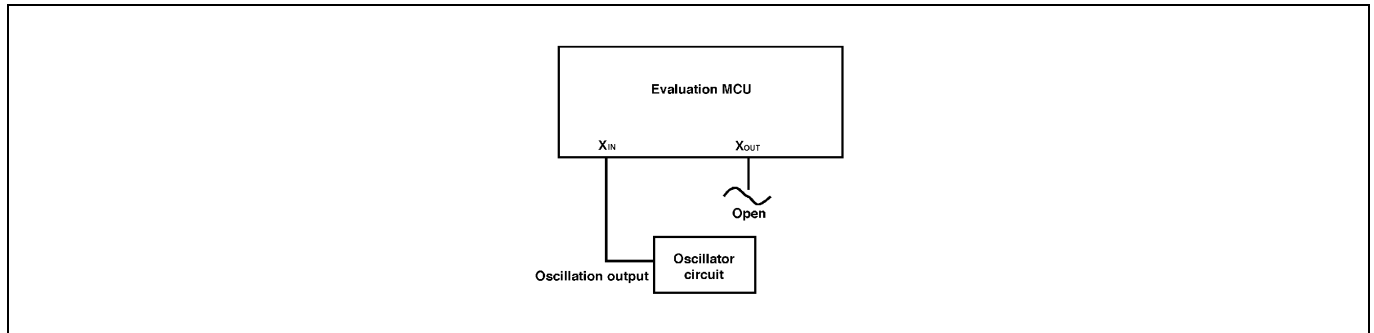 Evaluation MCU
XIN
XOUT
Open
Oscillation output
Oscillator
circuit